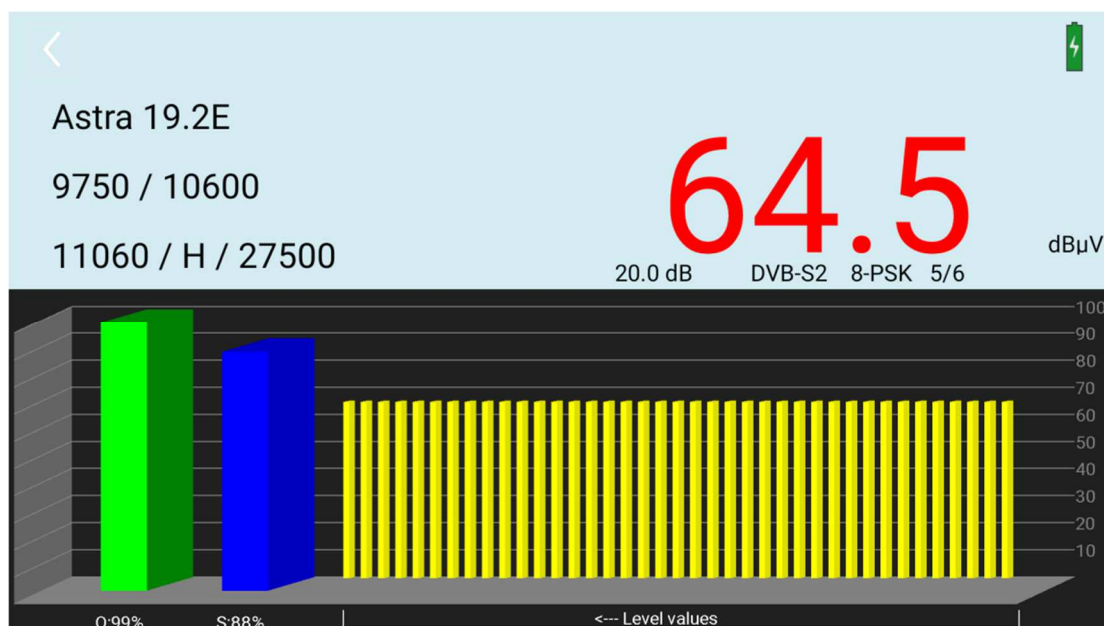 Astra 19.2E
9750 / 10600
11060 / H / 27500
64.5
dBµV
20.0 dB DVB-S2 8-PSK 5/6
100
90
80
70
60
50
40
30
20
10
Q:99% S:88% <--- Level values